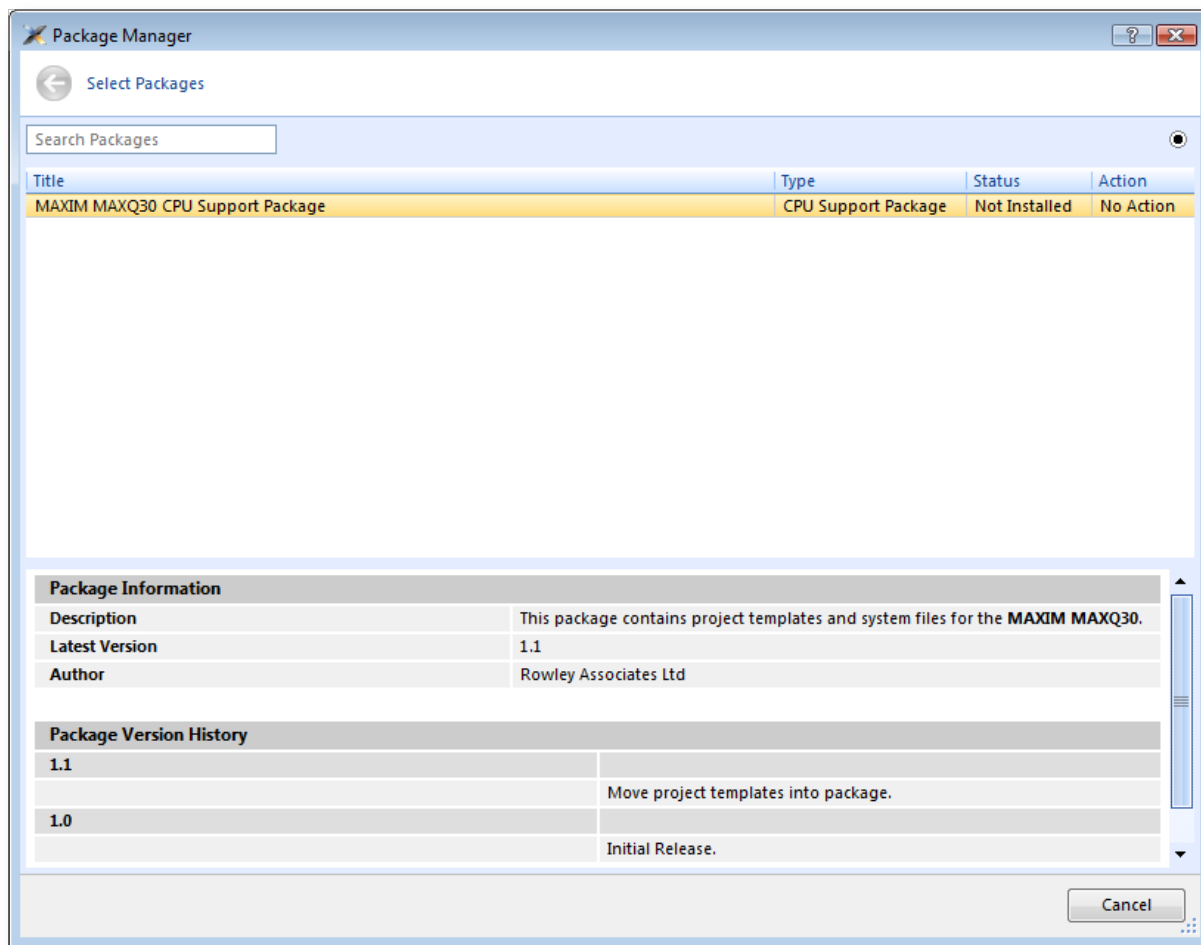 Package Manager
Select Packages
Search Packages
Title Type Status Action
MAXIM MAXQ30 CPU Support Package CPU Support Package Not Installed No Action
Package Information
Description This package contains project templates and system files for the MAXIM MAXQ30.
Latest Version 1.1
Author Rowley Associates Ltd
Package Version History
1.1
Move project templates into package.
1.0
Initial Release.
Cancel